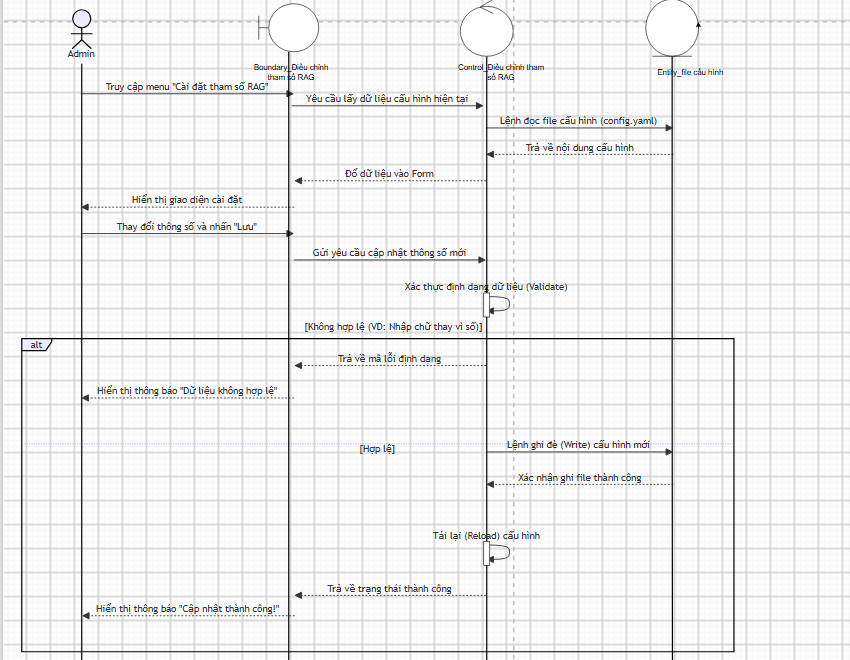 Admin
Boundary_Điều chỉnh
tham số RAG
Control_Điều chỉnh tham
số RAG
Entity_file cấu hình
Truy cập menu "Cài đặt tham số RAG"
Yêu cầu lấy dữ liệu cấu hình hiện tại
Lệnh đọc file cấu hình (config.yaml)
Trả về nội dung cấu hình
Đổ dữ liệu vào Form
Hiển thị giao diện cài đặt
Thay đổi thông số và nhấn "Lưu"
Gửi yêu cầu cập nhật thông số mới
Xác thực định dạng dữ liệu (Validate)
[Không hợp lệ (VD: Nhập chữ thay vì số)]
alt
Trả về mã lỗi định dạng
Hiển thị thông báo "Dữ liệu không hợp lệ"
[Hợp lệ]
Lệnh ghi đè (Write) cấu hình mới
Xác nhận ghi file thành công
Tải lại (Reload) cấu hình
Trả về trạng thái thành công
Hiển thị thông báo "Cập nhật thành công!"